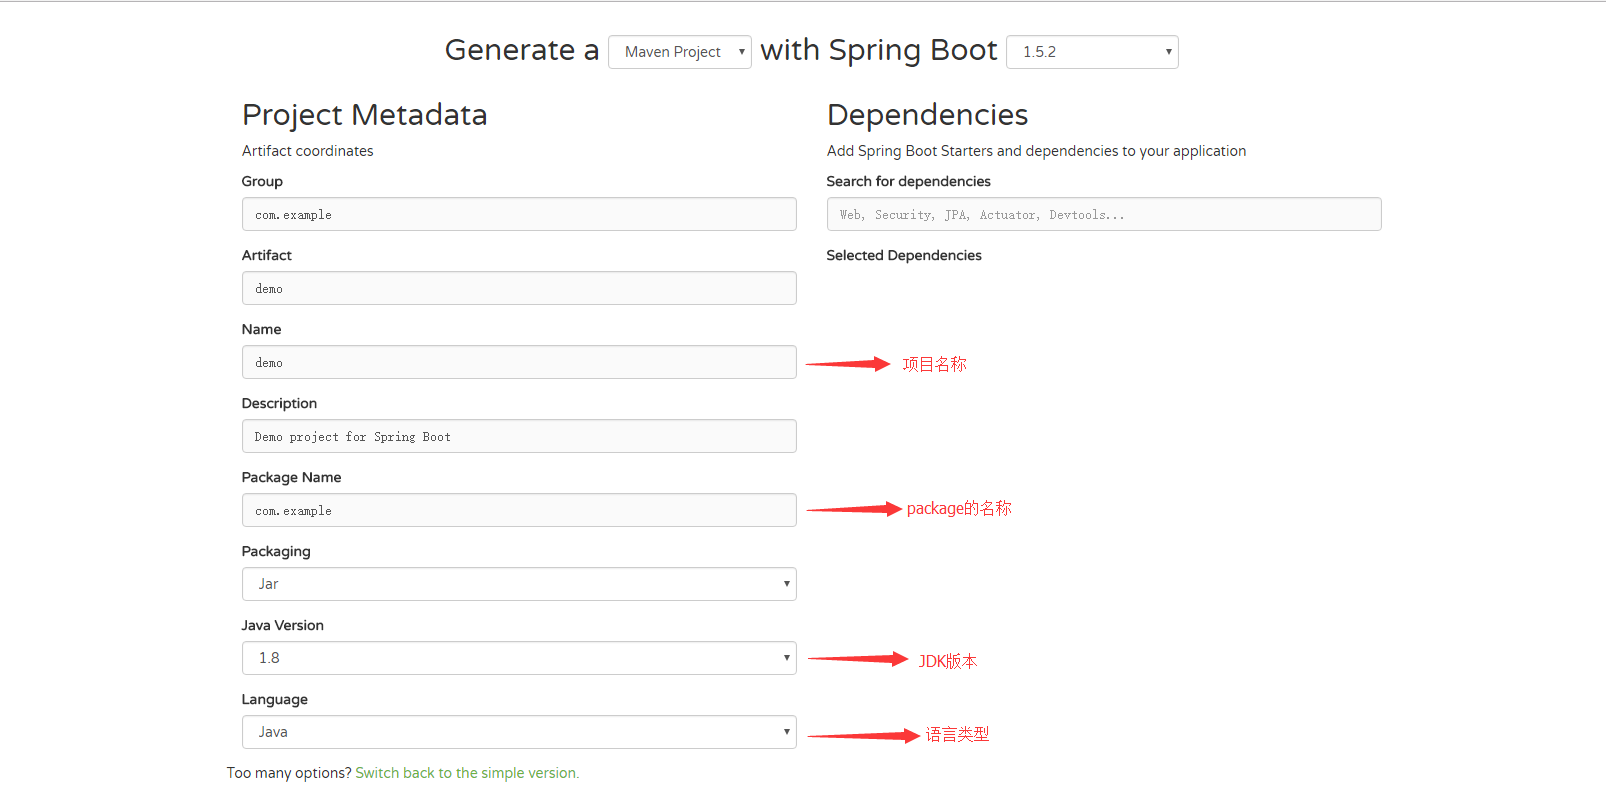 Generate a Maven Project with Spring Boot 1.5.2
Project Metadata
Artifact coordinates
Group
com.example
Artifact
demo
Name
demo
项目名称
Description
Demo project for Spring Boot
Package Name
com.example
package的名称
Packaging
Jar
Java Version
1.8
JDK版本
Language
Java
语言类型
Too many options? Switch back to the simple version.
Dependencies
Add Spring Boot Starters and dependencies to your application
Search for dependencies
Web, Security, JPA, Actuator, Devtools...
Selected Dependencies